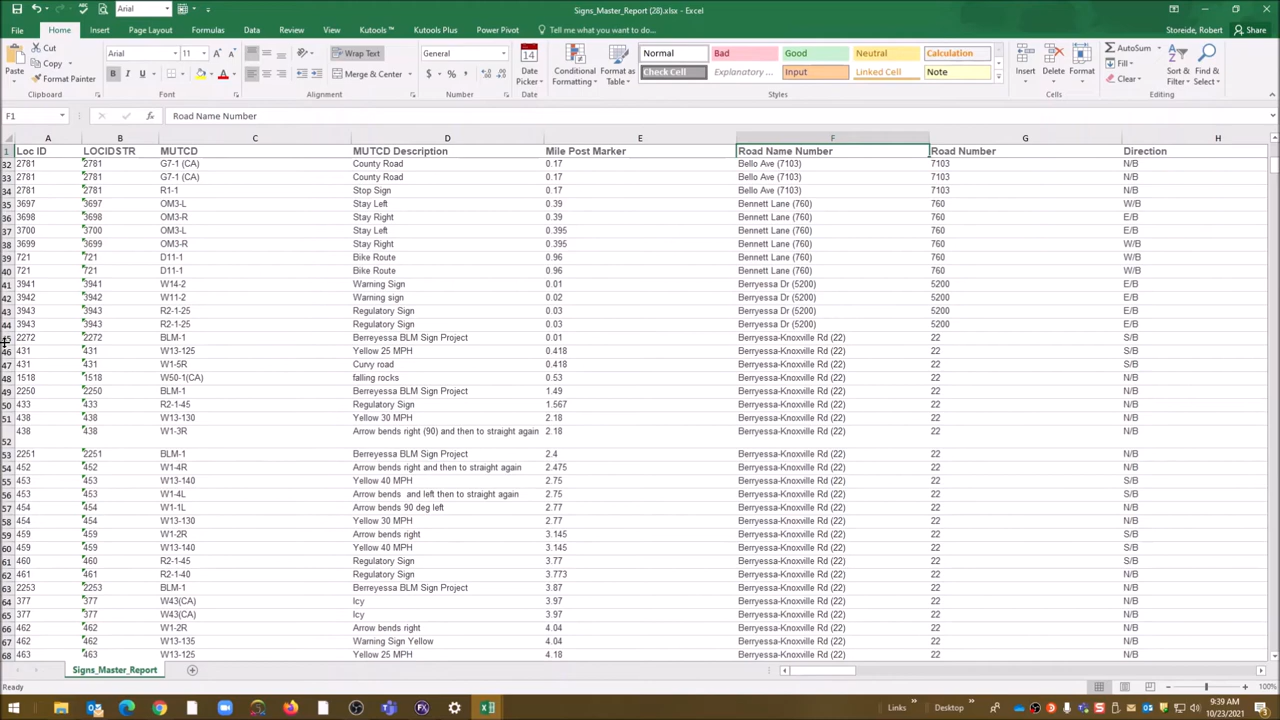 Arial
Signs_Master_Report (28).xlsx - Excel
Storeide, Robert
File Home Insert Page Layout Formulas Data Review View Kutools ™ Kutools Plus Power Pivot Tell me what you want to do... Share
Paste Cut Copy Format Painter
Arial 11 B I U
Wrap Text
Merge & Center
General $ % ,
Date Picker
Conditional Formatting Format as Table
Normal Bad Good Neutral Calculation
Check Cell Explanatory ... Input Linked Cell Note
Insert Delete Format
AutoSum Fill Clear
Sort & Filter Find & Select
Clipboard Font Alignment Number Date Styles Cells Editing
F1 fx Road Name Number
A B C D E F G H
1 Loc ID LOCIDSTR MUTCD MUTCD Description Mile Post Marker Road Name Number Road Number Direction
32 2781 2781 G7-1 (CA) County Road 0.17 Bello Ave (7103) 7103 N/B
33 2781 2781 G7-1 (CA) County Road 0.17 Bello Ave (7103) 7103 N/B
34 2781 2781 R1-1 Stop Sign 0.17 Bello Ave (7103) 7103 N/B
35 3697 3697 OM3-L Stay Left 0.39 Bennett Lane (760) 760 W/B
36 3698 3698 OM3-R Stay Right 0.39 Bennett Lane (760) 760 E/B
37 3700 3700 OM3-L Stay Left 0.395 Bennett Lane (760) 760 E/B
38 3699 3699 OM3-R Stay Right 0.395 Bennett Lane (760) 760 W/B
39 721 721 D11-1 Bike Route 0.96 Bennett Lane (760) 760 W/B
40 721 721 D11-1 Bike Route 0.96 Bennett Lane (760) 760 W/B
41 3941 3941 W14-2 Warning Sign 0.01 Berryessa Dr (5200) 5200 E/B
42 3942 3942 W11-2 Warning sign 0.02 Berryessa Dr (5200) 5200 E/B
43 3943 3943 R2-1-25 Regulatory Sign 0.03 Berryessa Dr (5200) 5200 E/B
44 3943 3943 R2-1-25 Regulatory Sign 0.03 Berryessa Dr (5200) 5200 E/B
45 2272 2272 BLM-1 Berreyessa BLM Sign Project 0.01 Berryessa-Knoxville Rd (22) 22 S/B
46 431 431 W13-125 Yellow 25 MPH 0.418 Berryessa-Knoxville Rd (22) 22 S/B
47 431 431 W1-5R Curvy road 0.418 Berryessa-Knoxville Rd (22) 22 S/B
48 1518 1518 W50-1(CA) falling rocks 0.53 Berryessa-Knoxville Rd (22) 22 N/B
49 2250 2250 BLM-1 Berreyessa BLM Sign Project 1.49 Berryessa-Knoxville Rd (22) 22 N/B
50 433 433 R2-1-45 Regulatory Sign 1.567 Berryessa-Knoxville Rd (22) 22 N/B
51 438 438 W13-130 Yellow 30 MPH 2.18 Berryessa-Knoxville Rd (22) 22 N/B
52 438 438 W1-3R Arrow bends right (90) and then to straight again 2.18 Berryessa-Knoxville Rd (22) 22 N/B
53 2251 2251 BLM-1 Berreyessa BLM Sign Project 2.4 Berryessa-Knoxville Rd (22) 22 N/B
54 452 452 W1-4R Arrow bends right and then to straight again 2.475 Berryessa-Knoxville Rd (22) 22 N/B
55 453 453 W13-140 Yellow 40 MPH 2.75 Berryessa-Knoxville Rd (22) 22 S/B
56 453 453 W1-4L Arrow bends and left then to straight again 2.75 Berryessa-Knoxville Rd (22) 22 S/B
57 454 454 W1-1L Arrow bends 90 deg left 2.77 Berryessa-Knoxville Rd (22) 22 N/B
58 454 454 W13-130 Yellow 30 MPH 2.77 Berryessa-Knoxville Rd (22) 22 N/B
59 459 459 W1-2R Arrow bends right 3.145 Berryessa-Knoxville Rd (22) 22 S/B
60 459 459 W13-140 Yellow 40 MPH 3.145 Berryessa-Knoxville Rd (22) 22 S/B
61 460 460 R2-1-45 Regulatory Sign 3.77 Berryessa-Knoxville Rd (22) 22 S/B
62 461 461 R2-1-40 Regulatory Sign 3.773 Berryessa-Knoxville Rd (22) 22 N/B
63 2253 2253 BLM-1 Berreyessa BLM Sign Project 3.87 Berryessa-Knoxville Rd (22) 22 N/B
64 377 377 W43(CA) Icy 3.97 Berryessa-Knoxville Rd (22) 22 N/B
65 377 377 W43(CA) Icy 3.97 Berryessa-Knoxville Rd (22) 22 N/B
66 462 462 W1-2R Arrow bends right 4.04 Berryessa-Knoxville Rd (22) 22 N/B
67 462 462 W13-135 Warning Sign Yellow 4.04 Berryessa-Knoxville Rd (22) 22 N/B
68 463 463 W13-125 Yellow 25 MPH 4.18 Berryessa-Knoxville Rd (22) 22 N/B
Signs_Master_Report
Ready 100%
Links » Desktop » 9:39 AM
10/23/2021